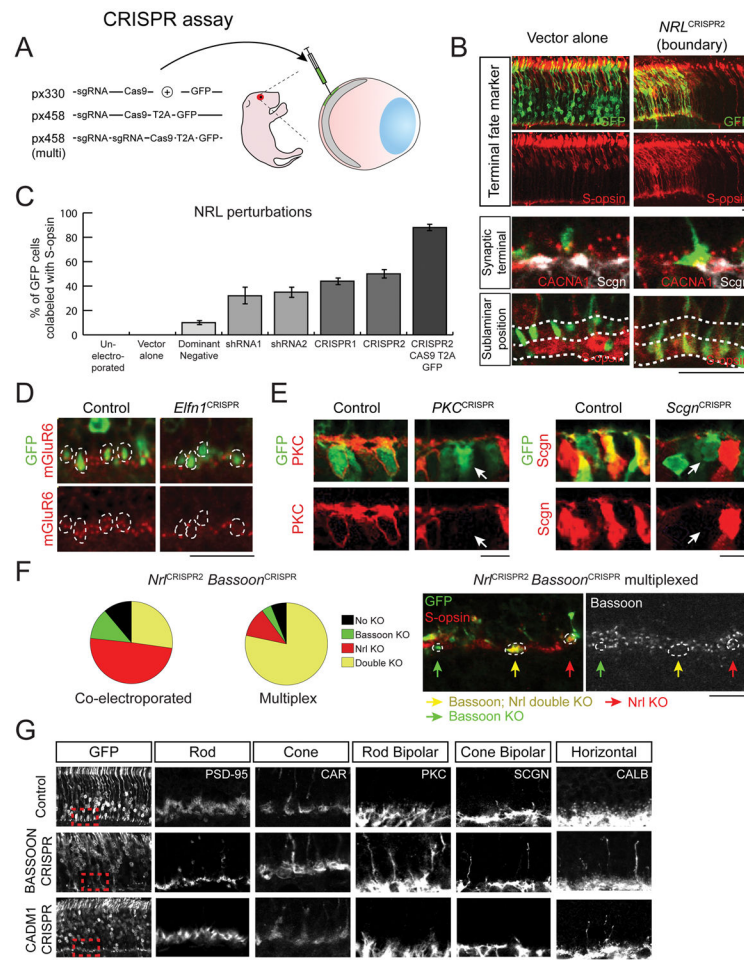 CRISPR assay
A
px330 -sgRNA—Cas9- + -GFP—
px458 -sgRNA—Cas9-T2A-GFP—
px458 -sgRNA-sgRNA—Cas9·T2A·GFP-
(multi)
B
Vector alone
NRL^CRISPR2
(boundary)
Terminal fate marker
GFP
GFP
S-opsin
S-opsin
Synaptic
terminal
CACNA1 Scgn
CACNA1 Scgn
Sublaminar
position
S-opsin
S-opsin
C
NRL perturbations
% of GFP cells
colabeled with S-opsin
100
80
60
40
20
0
Un-
electro-
porated
Vector
alone
Dominant
Negative
shRNA1
shRNA2
CRISPR1
CRISPR2
CRISPR2
CAS9 T2A
GFP
D
Control
Elfn1^CRISPR
GFP
mGluR6
mGluR6
E
Control
PKC^CRISPR
GFP
PKC
PKC
Control
Scgn^CRISPR
GFP
Scgn
Scgn
F
Nrl^CRISPR2 Bassoon^CRISPR
No KO
Bassoon KO
Nrl KO
Double KO
Co-electroporated
Multiplex
Nrl^CRISPR2 Bassoon^CRISPR multiplexed
GFP
S-opsin
Bassoon
Bassoon; Nrl double KO
Nrl KO
Bassoon KO
G
GFP
Rod
Cone
Rod Bipolar
Cone Bipolar
Horizontal
Control
PSD-95
CAR
PKC
SCGN
CALB
BASSOON
CRISPR
CADM1
CRISPR